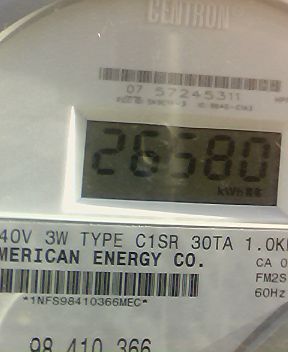 CENTRON®
07 57245311
26580
kWh
40V 3W TYPE C1SR 30TA 1.0K
MERICAN ENERGY CO.
CA 0
FM2S
60Hz
*1NFS98410366MEC*
98 410 366